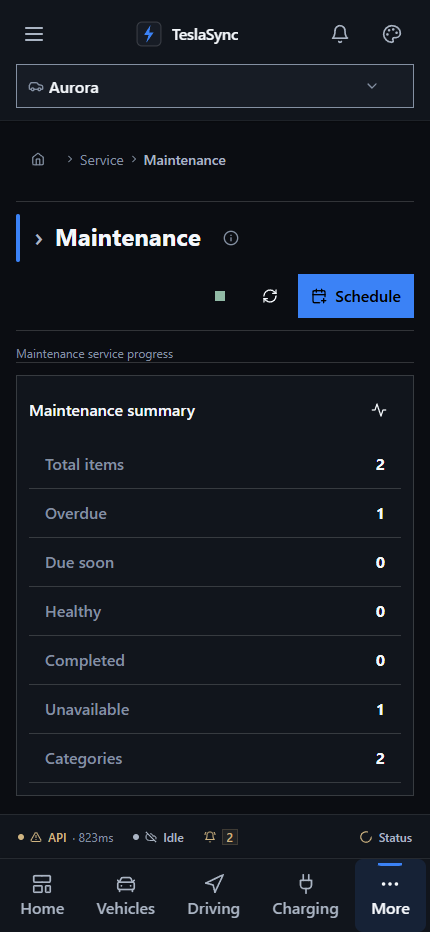 TeslaSync
Aurora
Service Maintenance
Maintenance
Schedule
Maintenance service progress
Maintenance summary
Total items 2
Overdue 1
Due soon 0
Healthy 0
Completed 0
Unavailable 1
Categories 2
API · 823ms Idle 2 Status
Home Vehicles Driving Charging More